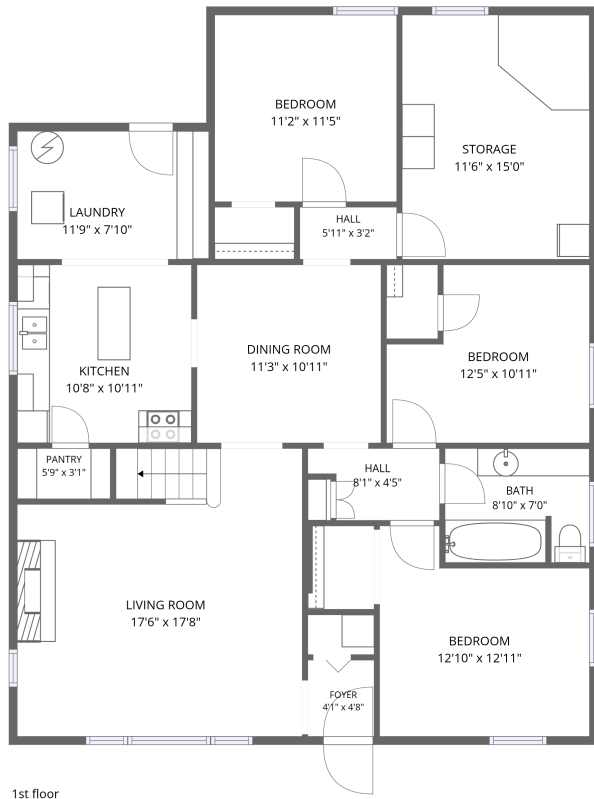 BEDROOM
11'2" x 11'5"
STORAGE
11'6" x 15'0"
LAUNDRY
11'9" x 7'10"
HALL
5'11" x 3'2"
KITCHEN
10'8" x 10'11"
DINING ROOM
11'3" x 10'11"
BEDROOM
12'5" x 10'11"
PANTRY
5'9" x 3'1"
HALL
8'1" x 4'5"
BATH
8'10" x 7'0"
LIVING ROOM
17'6" x 17'8"
BEDROOM
12'10" x 12'11"
FOYER
4'1" x 4'8"
1st floor